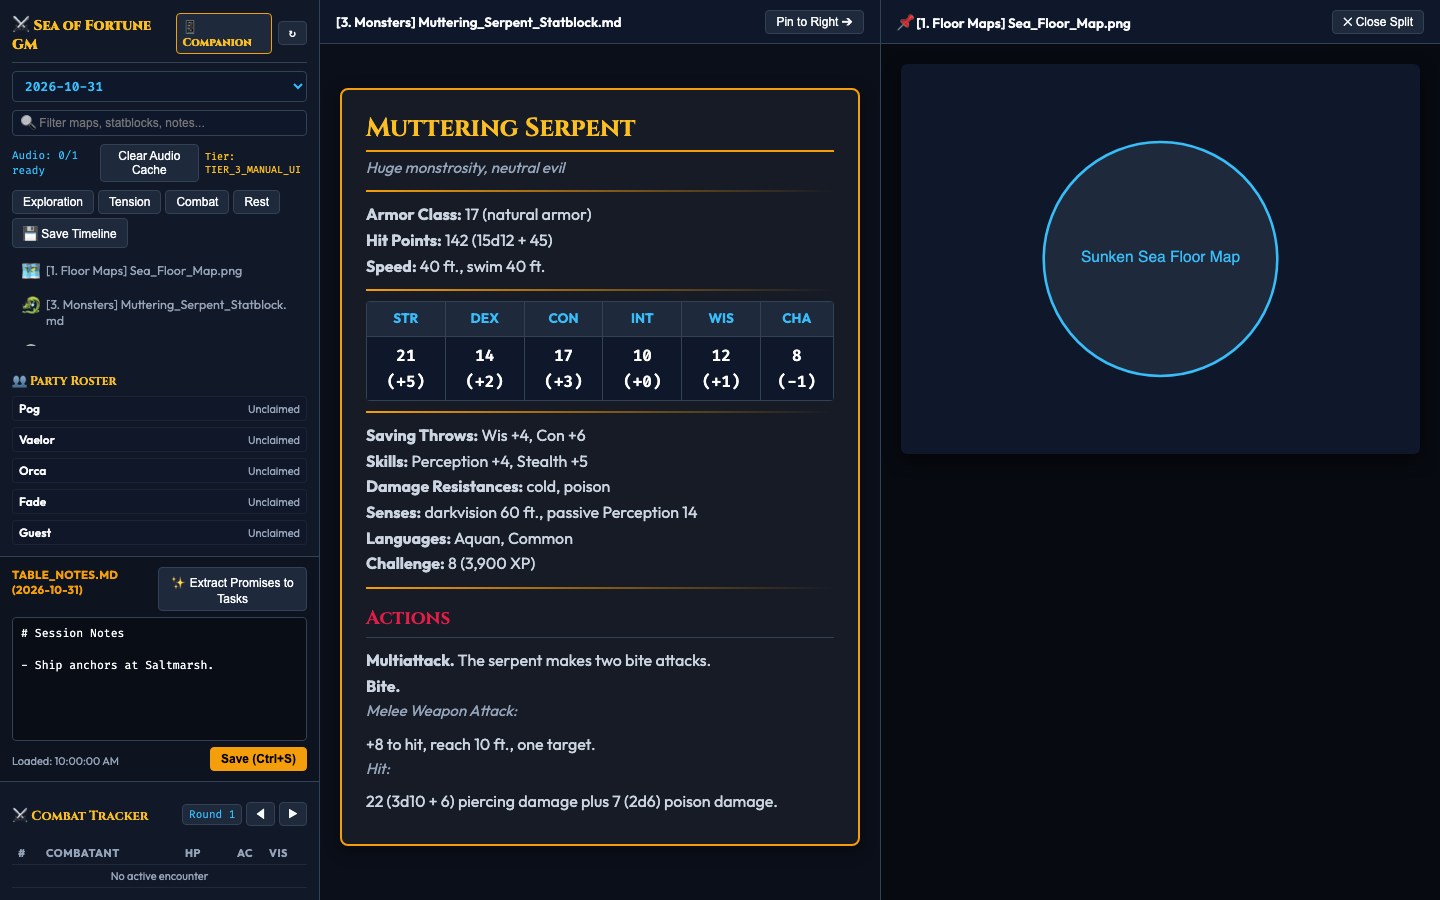 Sea of Fortune
GM
Companion
2026-10-31
Filter maps, statblocks, notes...
Audio: 0/1
ready
Clear Audio
Cache
Tier:
TIER_3_MANUAL_UI
Exploration
Tension
Combat
Rest
Save Timeline
[1. Floor Maps] Sea_Floor_Map.png
[3. Monsters] Muttering_Serpent_Statblock.
md
Party Roster
Pog Unclaimed
Vaelor Unclaimed
Orca Unclaimed
Fade Unclaimed
Guest Unclaimed
TABLE_NOTES.MD
(2026-10-31)
Extract Promises to
Tasks
# Session Notes
- Ship anchors at Saltmarsh.
Loaded: 10:00:00 AM
Save (Ctrl+S)
Combat Tracker
Round 1
# COMBATANT HP AC VIS
No active encounter
[3. Monsters] Muttering_Serpent_Statblock.md
Pin to Right →
Muttering Serpent
Huge monstrosity, neutral evil
Armor Class: 17 (natural armor)
Hit Points: 142 (15d12 + 45)
Speed: 40 ft., swim 40 ft.
STR DEX CON INT WIS CHA
21 14 17 10 12 8
(+5) (+2) (+3) (+0) (+1) (-1)
Saving Throws: Wis +4, Con +6
Skills: Perception +4, Stealth +5
Damage Resistances: cold, poison
Senses: darkvision 60 ft., passive Perception 14
Languages: Aquan, Common
Challenge: 8 (3,900 XP)
Actions
Multiattack. The serpent makes two bite attacks.
Bite.
Melee Weapon Attack:
+8 to hit, reach 10 ft., one target.
Hit:
22 (3d10 + 6) piercing damage plus 7 (2d6) poison damage.
[1. Floor Maps] Sea_Floor_Map.png
✕ Close Split
Sunken Sea Floor Map